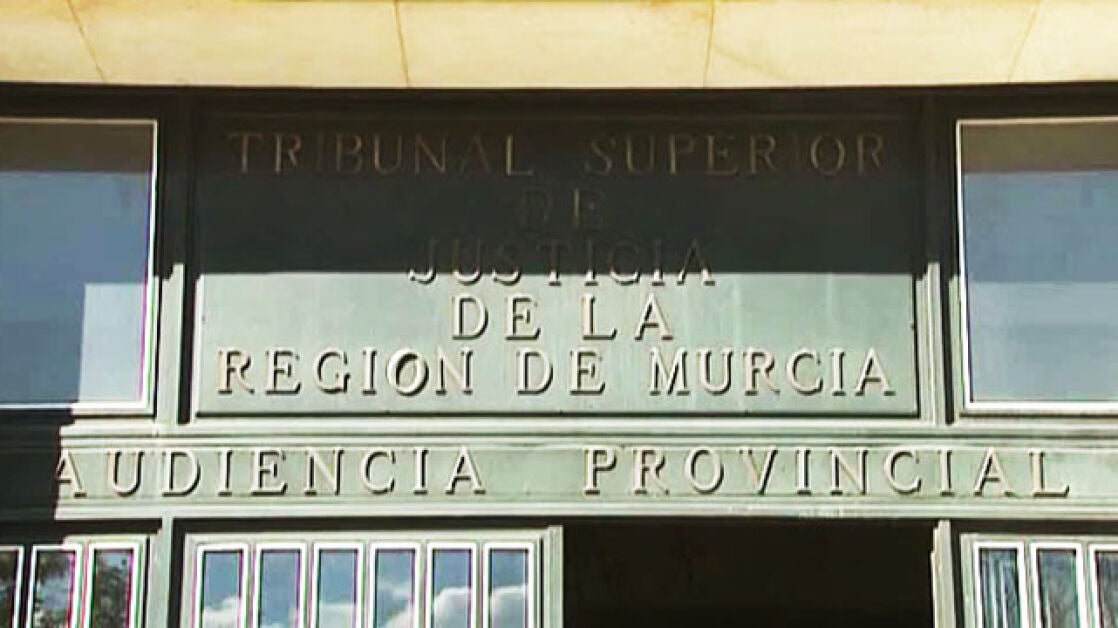 TRIBUNAL SUPERIOR
DE
JUSTICIA
DE LA
REGION DE MURCIA
AUDIENCIA PROVINCIAL